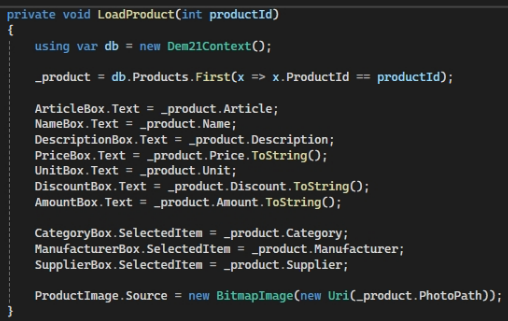 private void LoadProduct(int productId)
{
    using var db = new Dem21Context();

    _product = db.Products.First(x => x.ProductId == productId);

    ArticleBox.Text = _product.Article;
    NameBox.Text = _product.Name;
    DescriptionBox.Text = _product.Description;
    PriceBox.Text = _product.Price.ToString();
    UnitBox.Text = _product.Unit;
    DiscountBox.Text = _product.Discount.ToString();
    AmountBox.Text = _product.Amount.ToString();

    CategoryBox.SelectedItem = _product.Category;
    ManufacturerBox.SelectedItem = _product.Manufacturer;
    SupplierBox.SelectedItem = _product.Supplier;

    ProductImage.Source = new BitmapImage(new Uri(_product.PhotoPath));
}